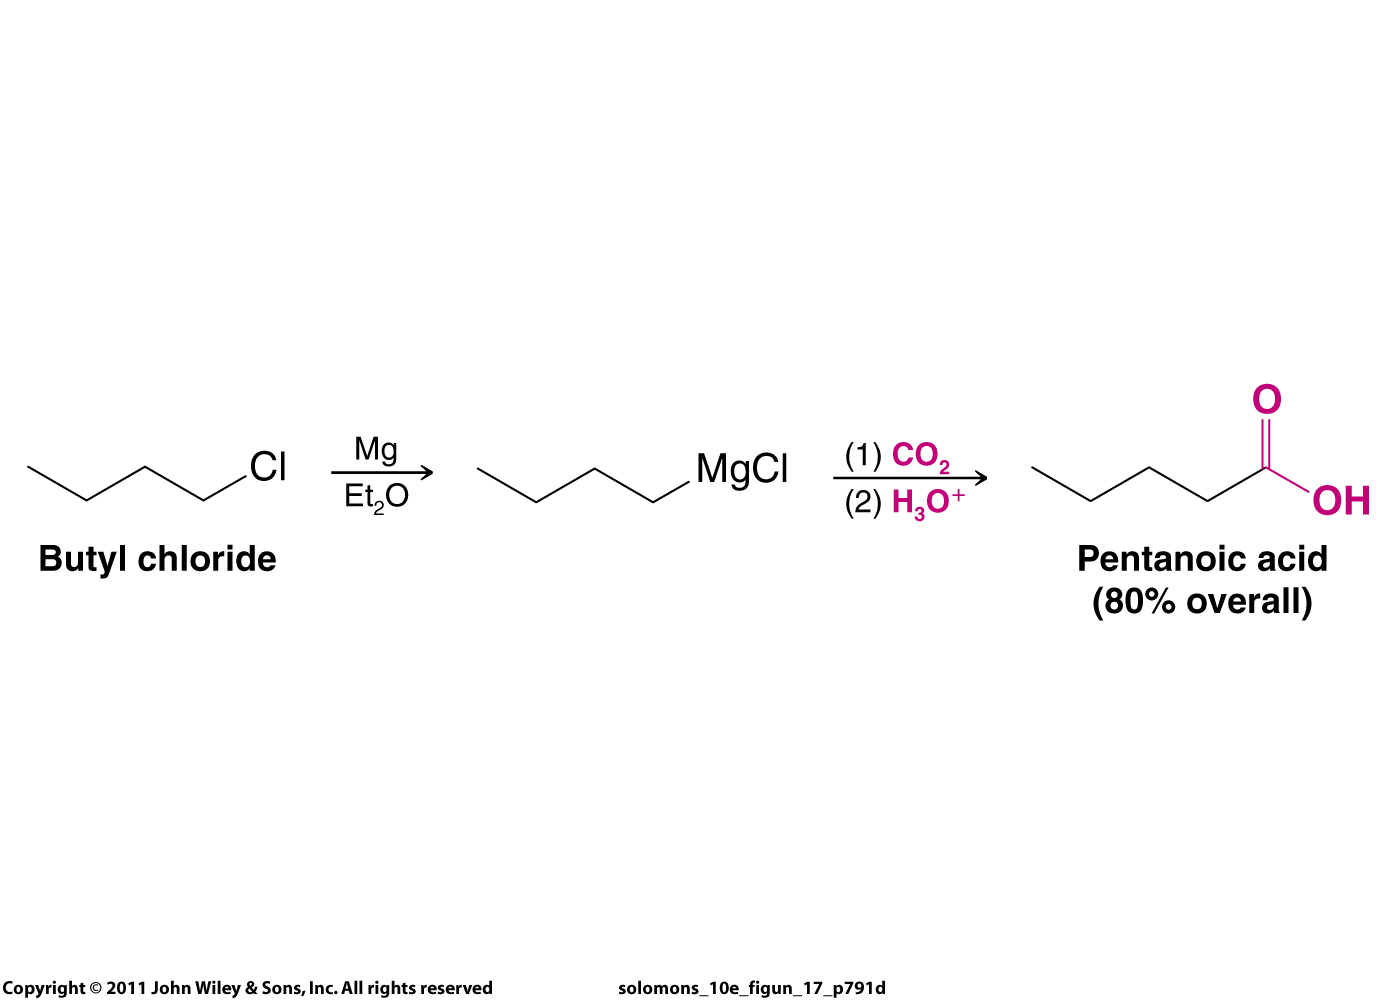 Cl
Mg
Et₂O
Butyl chloride
MgCl
(1) CO₂
(2) H₃O⁺
O
OH
Pentanoic acid
(80% overall)
Copyright © 2011 John Wiley & Sons, Inc. All rights reserved
solomons_10e_figun_17_p791d